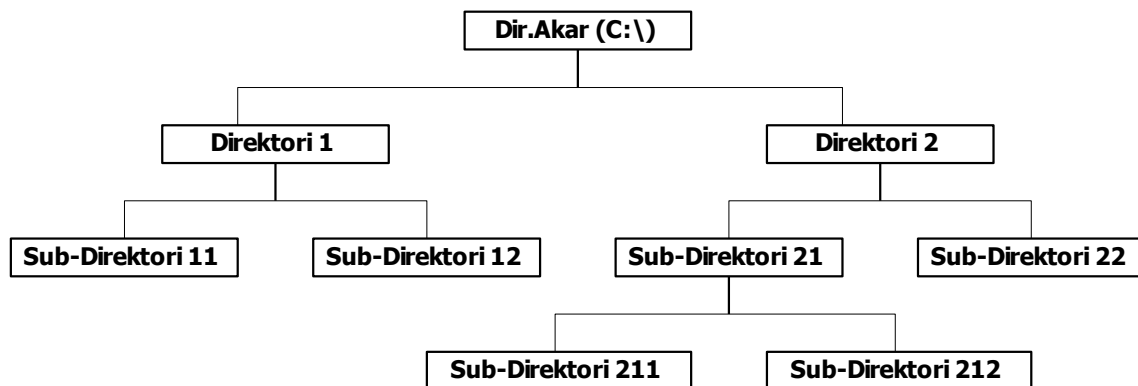 Dir.Akar (C:\)
Direktori 1
Direktori 2
Sub-Direktori 11
Sub-Direktori 12
Sub-Direktori 21
Sub-Direktori 22
Sub-Direktori 211
Sub-Direktori 212